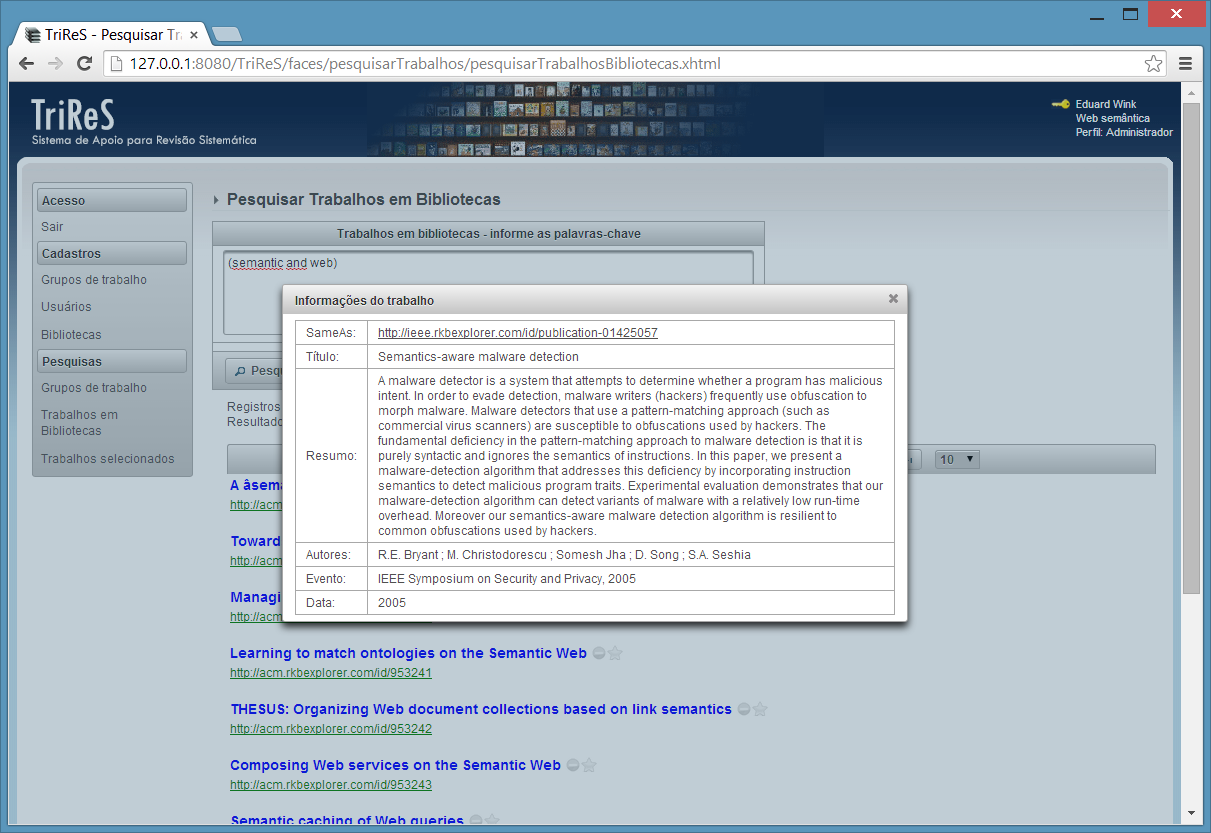 TriReS - Pesquisar Tr
127.0.0.1:8080/TriReS/faces/pesquisarTrabalhos/pesquisarTrabalhosBibliotecas.xhtml
TriReS
Sistema de Apoio para Revisão Sistemática
Eduard Wink
Web semântica
Perfil: Administrador
Acesso
Sair
Cadastros
Grupos de trabalho
Usuários
Bibliotecas
Pesquisas
Grupos de trabalho
Trabalhos em
Bibliotecas
Trabalhos selecionados
Pesquisar Trabalhos em Bibliotecas
Trabalhos em bibliotecas - informe as palavras-chave
(semantic and web)
Pesqu
Registros
Resultado
10
Informações do trabalho
SameAs: http://ieee.rkbexplorer.com/id/publication-01425057
Título: Semantics-aware malware detection
Resumo:
A malware detector is a system that attempts to determine whether a program has malicious
intent. In order to evade detection, malware writers (hackers) frequently use obfuscation to
morph malware. Malware detectors that use a pattern-matching approach (such as
commercial virus scanners) are susceptible to obfuscations used by hackers. The
fundamental deficiency in the pattern-matching approach to malware detection is that it is
purely syntactic and ignores the semantics of instructions. In this paper, we present a
malware-detection algorithm that addresses this deficiency by incorporating instruction
semantics to detect malicious program traits. Experimental evaluation demonstrates that our
malware-detection algorithm can detect variants of malware with a relatively low run-time
overhead. Moreover our semantics-aware malware detection algorithm is resilient to
common obfuscations used by hackers.
Autores: R.E. Bryant ; M. Christodorescu ; Somesh Jha ; D. Song ; S.A. Seshia
Evento: IEEE Symposium on Security and Privacy, 2005
Data: 2005
A âsema
http://acm
Toward
http://acm
Managi
http://acm
Learning to match ontologies on the Semantic Web
http://acm.rkbexplorer.com/id/953241
THESUS: Organizing Web document collections based on link semantics
http://acm.rkbexplorer.com/id/953242
Composing Web services on the Semantic Web
http://acm.rkbexplorer.com/id/953243
Semantic caching of Web queries